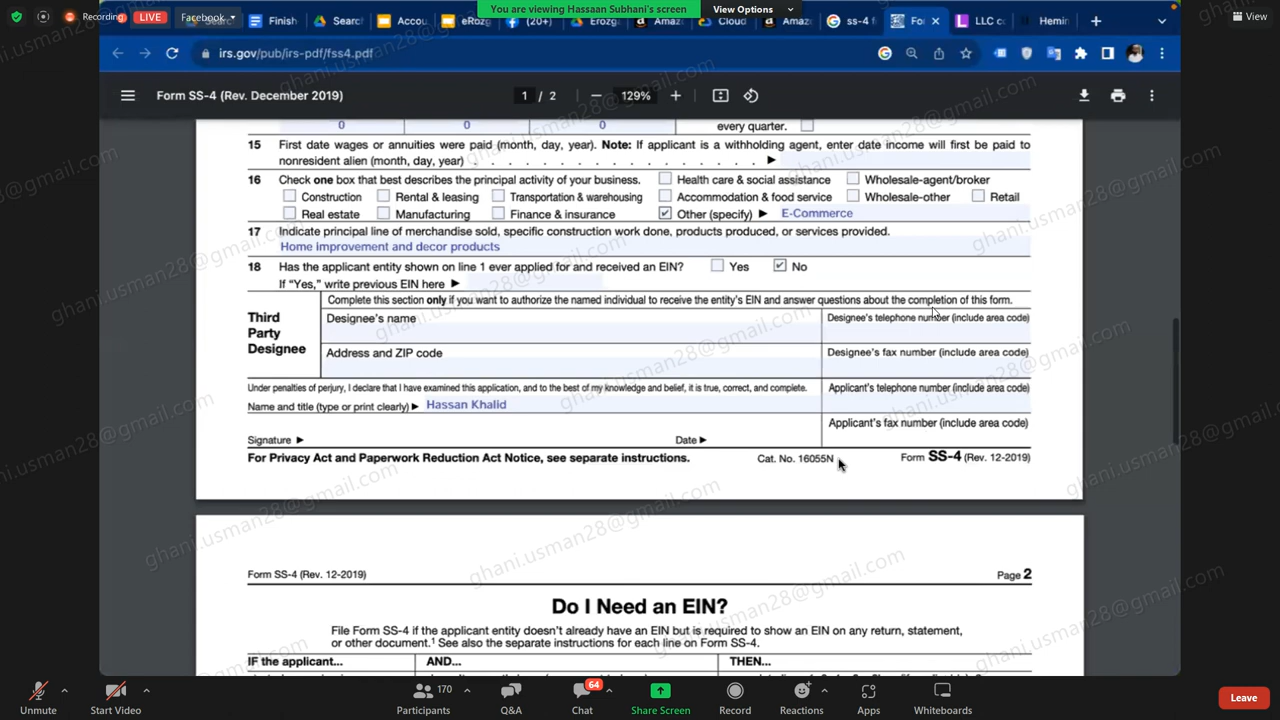 Recording
LIVE
Facebook
You are viewing Hassaan Subhani's screen
View Options
View
Finish
Search
Accou
eRozg
(20+)
Erozg
Cloud
Amaz
ss-4 f
LLC c
Hemin
irs.gov/pub/irs-pdf/fss4.pdf
Form SS-4 (Rev. December 2019)
1 / 2
129%
0 0 0 every quarter.
15 First date wages or annuities were paid (month, day, year). Note: If applicant is a withholding agent, enter date income will first be paid to
nonresident alien (month, day, year) . . . . . . . . . . . . . . . . . ▶
16 Check one box that best describes the principal activity of your business. Health care & social assistance Wholesale-agent/broker
Construction Rental & leasing Transportation & warehousing Accommodation & food service Wholesale-other Retail
Real estate Manufacturing Finance & insurance Other (specify) ▶ E-Commerce
17 Indicate principal line of merchandise sold, specific construction work done, products produced, or services provided.
Home improvement and decor products
18 Has the applicant entity shown on line 1 ever applied for and received an EIN? Yes No
If "Yes," write previous EIN here ▶
Complete this section only if you want to authorize the named individual to receive the entity's EIN and answer questions about the completion of this form.
Third
Party
Designee
Designee's name
Designee's telephone number (include area code)
Address and ZIP code
Designee's fax number (include area code)
Under penalties of perjury, I declare that I have examined this application, and to the best of my knowledge and belief, it is true, correct, and complete.
Applicant's telephone number (include area code)
Name and title (type or print clearly) ▶ Hassan Khalid
Applicant's fax number (include area code)
Signature ▶ Date ▶
For Privacy Act and Paperwork Reduction Act Notice, see separate instructions. Cat. No. 16055N Form SS-4 (Rev. 12-2019)
Form SS-4 (Rev. 12-2019) Page 2
Do I Need an EIN?
File Form SS-4 if the applicant entity doesn't already have an EIN but is required to show an EIN on any return, statement,
or other document.1 See also the separate instructions for each line on Form SS-4.
IF the applicant... AND... THEN...
ghani.usman28@gmail.com
Unmute
Start Video
170
Participants
Q&A
64
Chat
Share Screen
Record
Reactions
Apps
Whiteboards
Leave